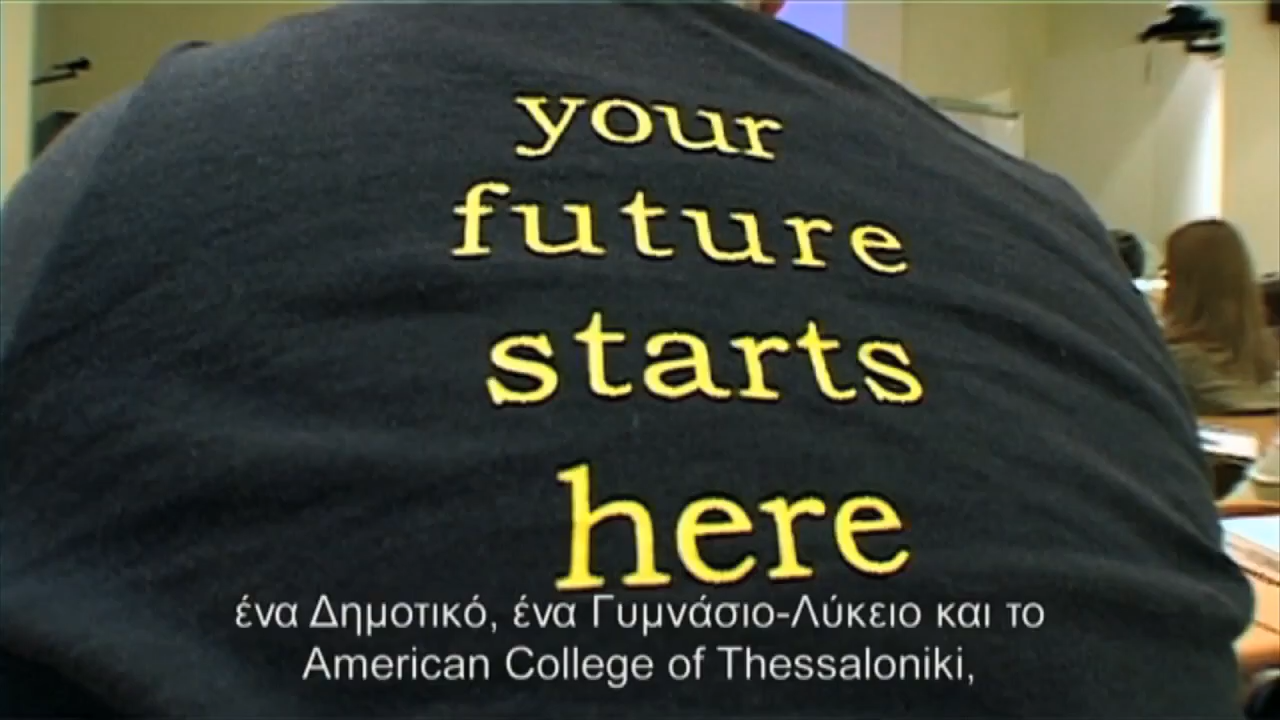 your
future
starts
here
ένα Δημοτικό, ένα Γυμνάσιο-Λύκειο και το
American College of Thessaloniki,